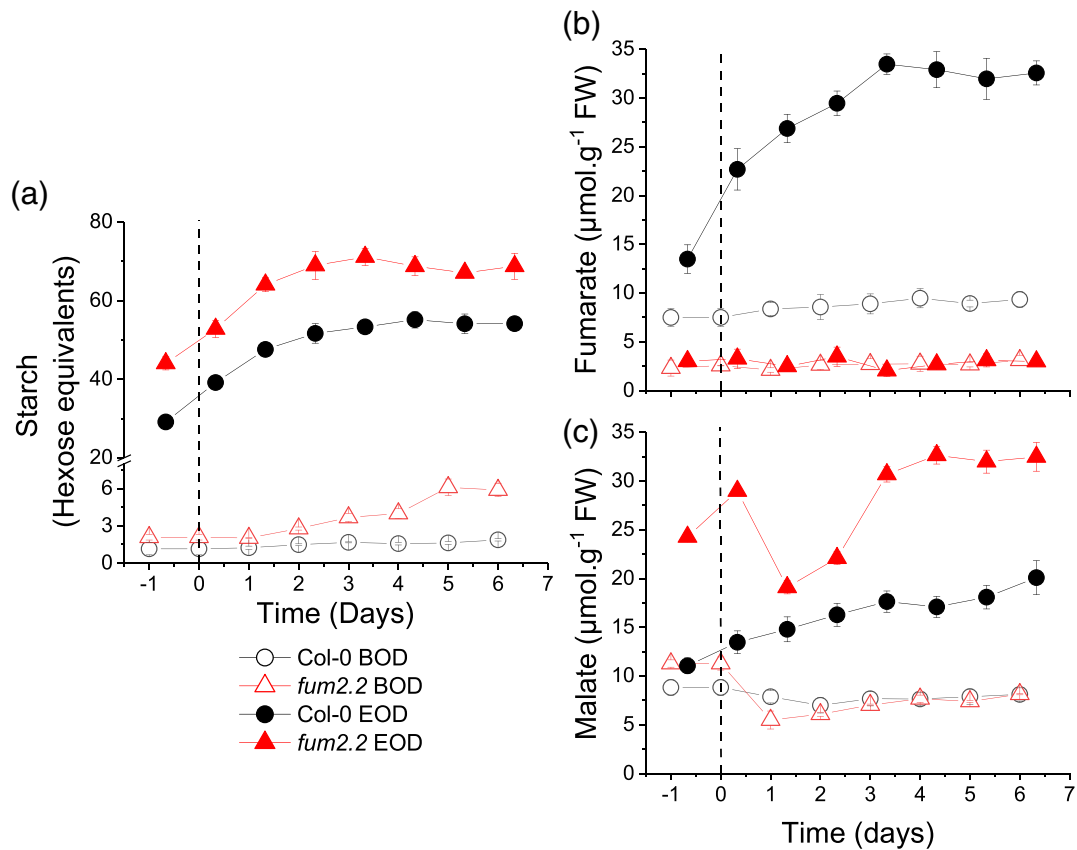 (a)
Starch
(Hexose equivalents)
80
60
40
20
6
3
0
-1 0 1 2 3 4 5 6 7
Time (Days)
Col-0 BOD
fum2.2 BOD
Col-0 EOD
fum2.2 EOD
(b)
Fumarate (µmol.g⁻¹ FW)
35
30
25
20
15
10
5
0
(c)
Malate (µmol.g⁻¹ FW)
35
30
25
20
15
10
5
0
-1 0 1 2 3 4 5 6 7
Time (days)